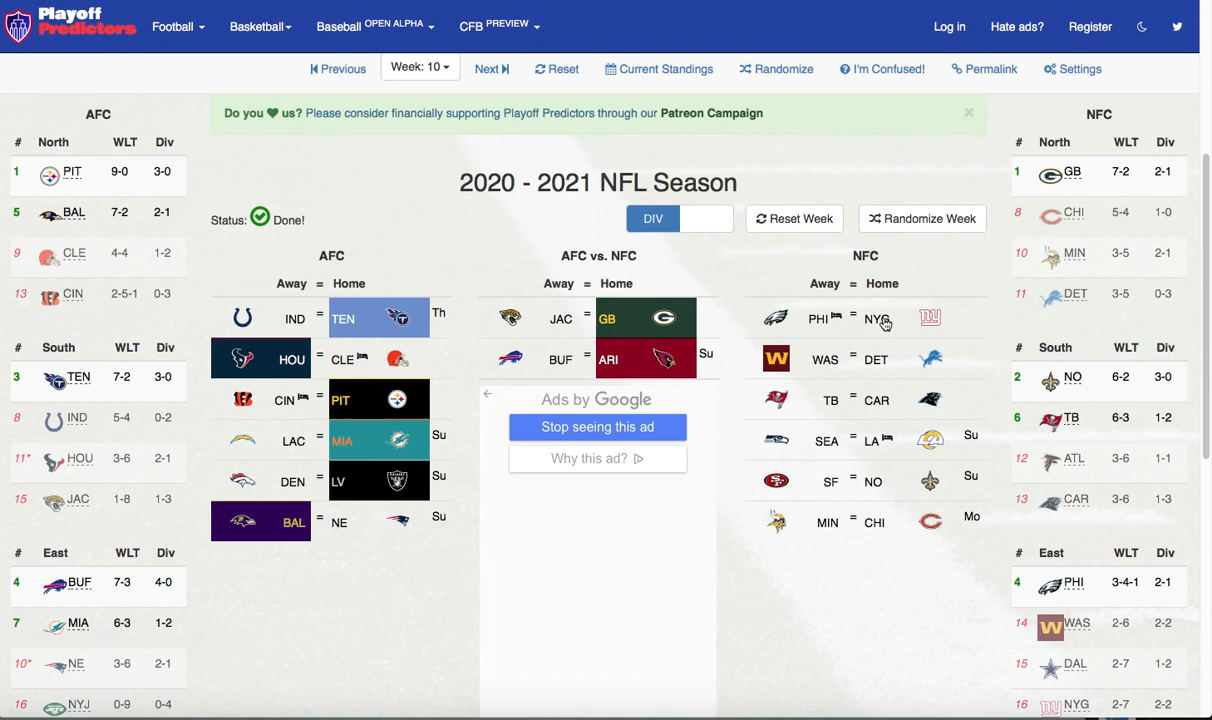 Playoff
Predictors
Football
Basketball
Baseball OPEN ALPHA
CFB PREVIEW
Log in
Hate ads?
Register
Previous
Week: 10
Next
Reset
Current Standings
Randomize
I'm Confused!
Permalink
Settings
Do you ♥ us? Please consider financially supporting Playoff Predictors through our Patreon Campaign ×
AFC
# North WLT Div
1 PIT 9-0 3-0
5 BAL 7-2 2-1
9 CLE 4-4 1-2
13 CIN 2-5-1 0-3
# South WLT Div
3 TEN 7-2 3-0
8 IND 5-4 0-2
11* HOU 3-6 2-1
15 JAC 1-8 1-3
# East WLT Div
4 BUF 7-3 4-0
7 MIA 6-3 1-2
10* NE 3-6 2-1
16 NYJ 0-9 0-4
2020 - 2021 NFL Season
Status: Done!
DIV
Reset Week
Randomize Week
AFC
Away = Home
IND = TEN Th
HOU = CLE
CIN = PIT
LAC = MIA Su
DEN = LV Su
BAL = NE Su
AFC vs. NFC
Away = Home
JAC = GB
BUF = ARI Su
Ads by Google
Stop seeing this ad
Why this ad?
NFC
Away = Home
PHI = NYG
W WAS = DET
TB = CAR
SEA = LA Su
SF = NO Su
MIN = CHI Mo
NFC
# North WLT Div
1 GB 7-2 2-1
8 CHI 5-4 1-0
10 MIN 3-5 2-1
11 DET 3-5 0-3
# South WLT Div
2 NO 6-2 3-0
6 TB 6-3 1-2
12 ATL 3-6 1-1
13 CAR 3-6 1-3
# East WLT Div
4 PHI 3-4-1 2-1
14 W WAS 2-6 2-2
15 DAL 2-7 1-2
16 NYG 2-7 2-2